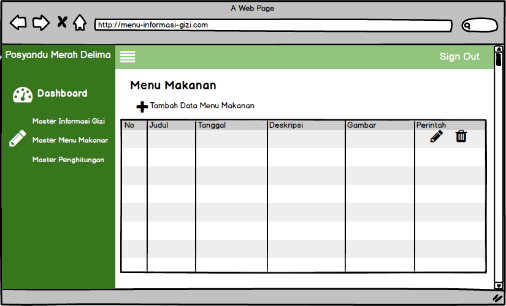 A Web Page
http://menu-informasi-gizi.com
Posyandu Merah Delima
Sign Out
Dashboard
Master Informasi Gizi
Master Menu Makanan
Master Penghitungan
Menu Makanan
Tambah Data Menu Makanan
No Judul Tanggal Deskripsi Gambar Perintah